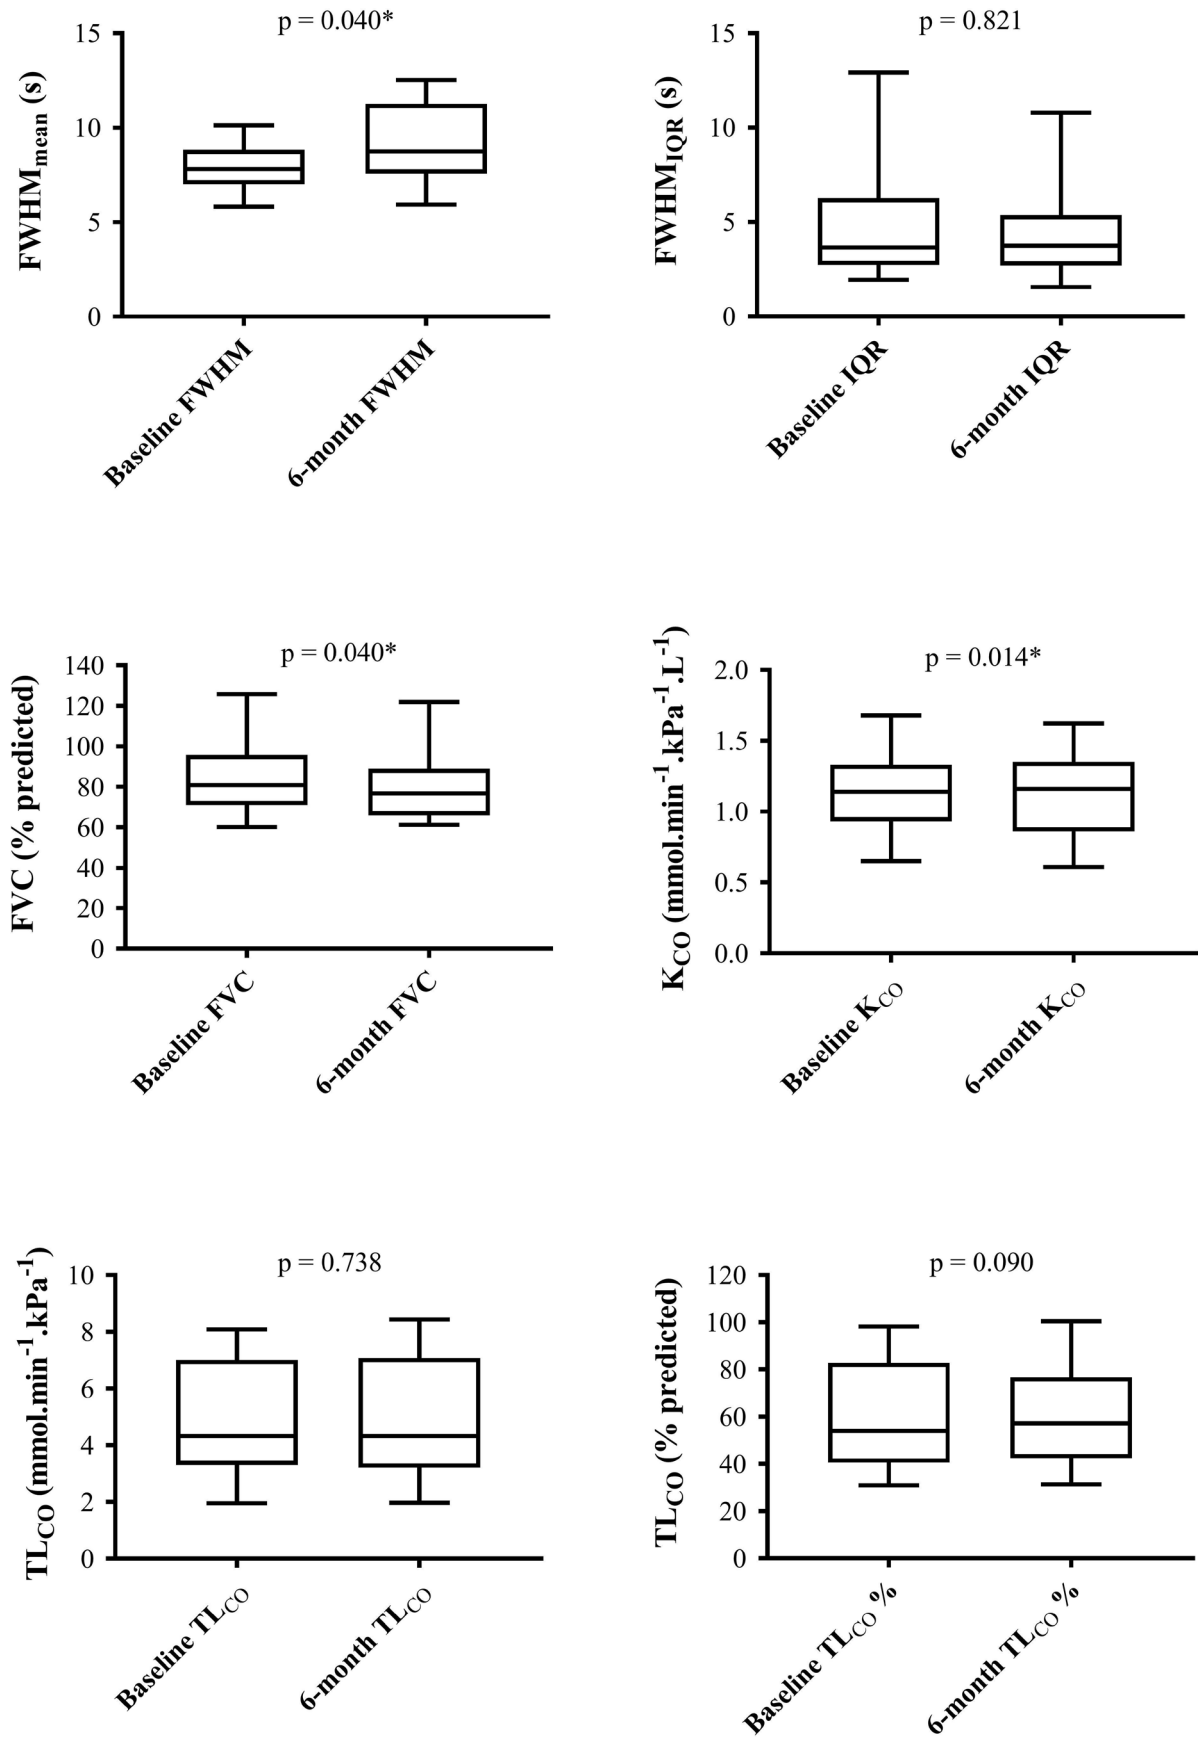 p = 0.040*
FWHMmean (s)
15
10
5
0
Baseline FWHM
6-month FWHM
p = 0.821
FWHMIQR (s)
15
10
5
0
Baseline IQR
6-month IQR
p = 0.040*
FVC (% predicted)
140
120
100
80
60
40
20
0
Baseline FVC
6-month FVC
p = 0.014*
KCO (mmol.min-1.kPa-1.L-1)
2.0
1.5
1.0
0.5
0.0
Baseline KCO
6-month KCO
p = 0.738
TLCO (mmol.min-1.kPa-1)
10
8
6
4
2
0
Baseline TLCO
6-month TLCO
p = 0.090
TLCO (% predicted)
120
100
80
60
40
20
0
Baseline TLCO %
6-month TLCO %